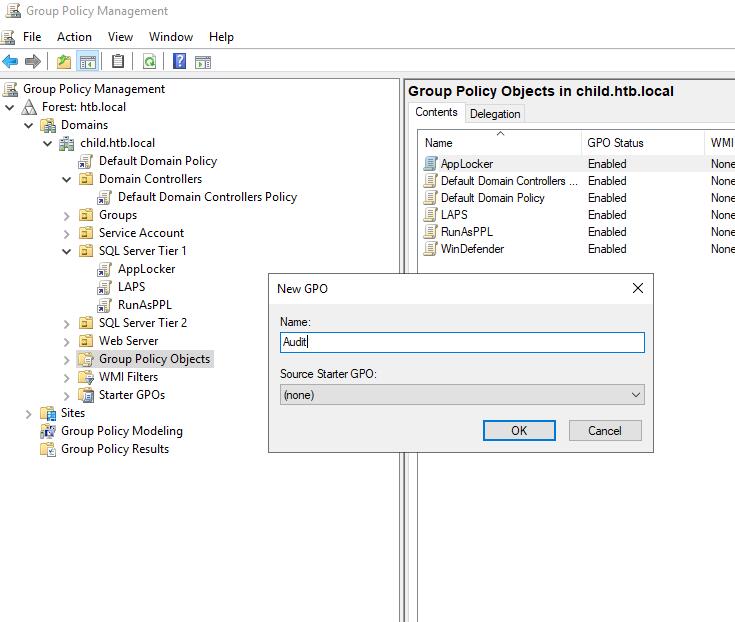 Group Policy Management
File Action View Window Help
Group Policy Management
Forest: htb.local
Domains
child.htb.local
Default Domain Policy
Domain Controllers
Default Domain Controllers Policy
Groups
Service Account
SQL Server Tier 1
AppLocker
LAPS
RunAsPPL
SQL Server Tier 2
Web Server
Group Policy Objects
WMI Filters
Starter GPOs
Sites
Group Policy Modeling
Group Policy Results
Group Policy Objects in child.htb.local
Contents Delegation
Name GPO Status WMI
AppLocker Enabled None
Default Domain Controllers ... Enabled None
Default Domain Policy Enabled None
LAPS Enabled None
RunAsPPL Enabled None
WinDefender Enabled None
New GPO
Name:
Audit
Source Starter GPO:
(none)
OK Cancel